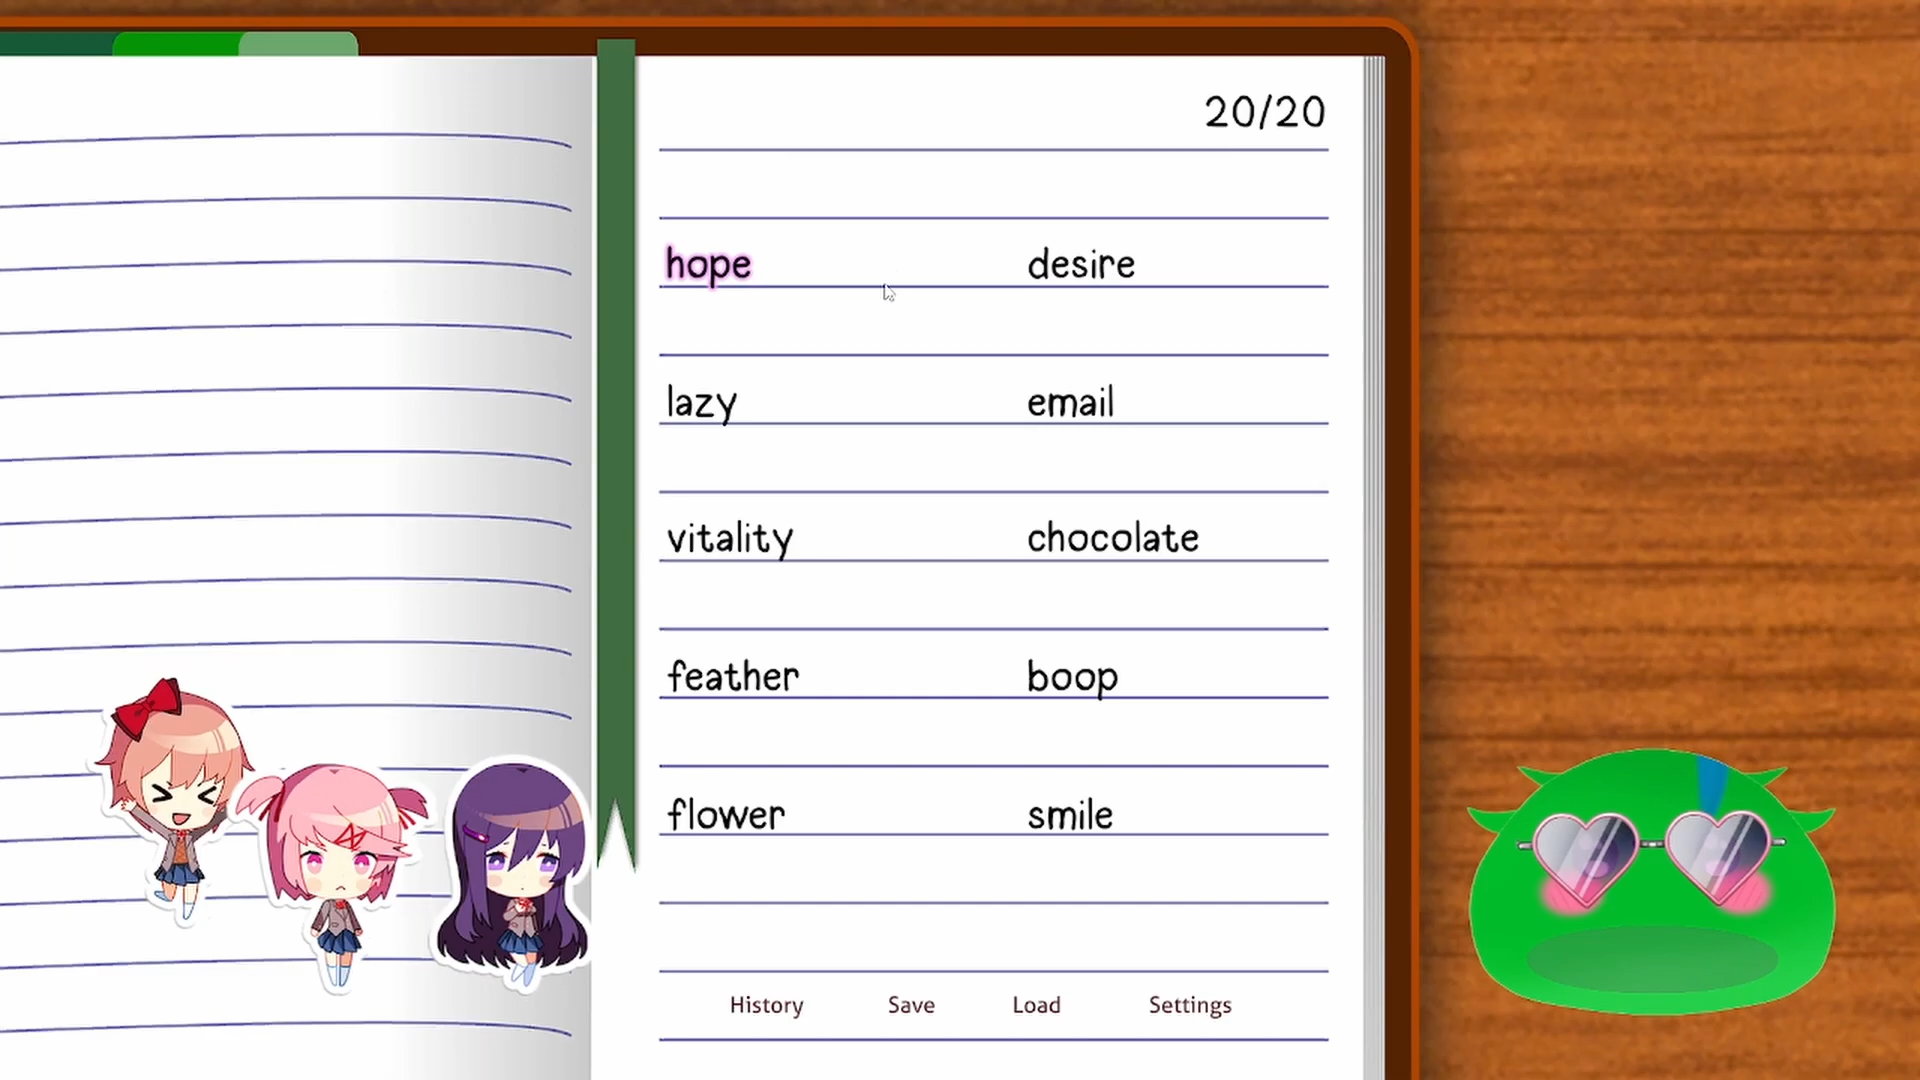 20/20
hope desire
lazy email
vitality chocolate
feather boop
flower smile
History Save Load Settings